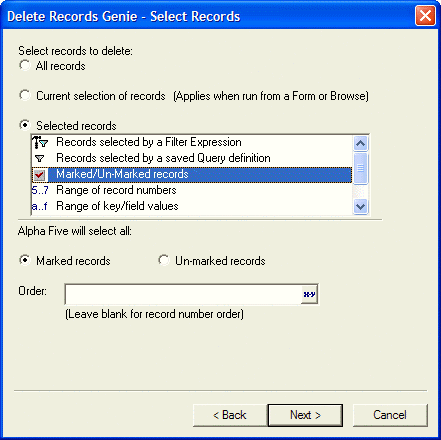 Delete Records Genie - Select Records
Select records to delete:
All records
Current selection of records (Applies when run from a Form or Browse)
Selected records
Records selected by a Filter Expression
Records selected by a saved Query definition
Marked/Un-Marked records
5..7 Range of record numbers
a..f Range of key/field values
Alpha Five will select all:
Marked records Un-marked records
Order: x-y
(Leave blank for record number order)
< Back Next > Cancel